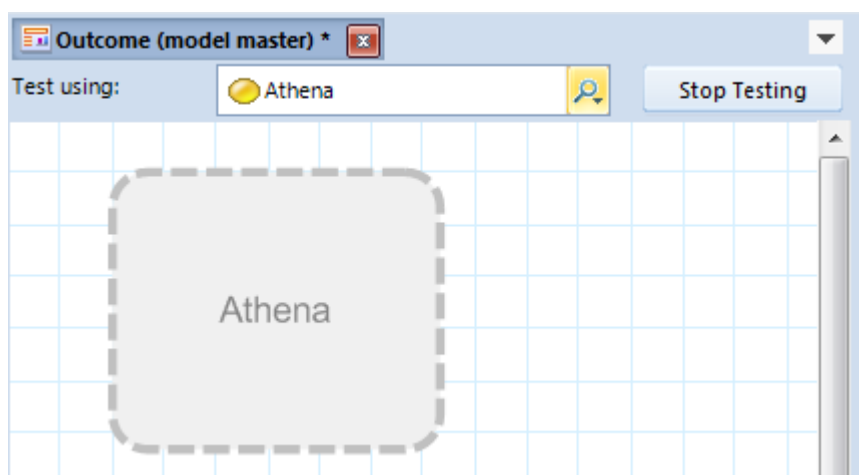 Outcome (model master) *
Test using: Athena Stop Testing
Athena